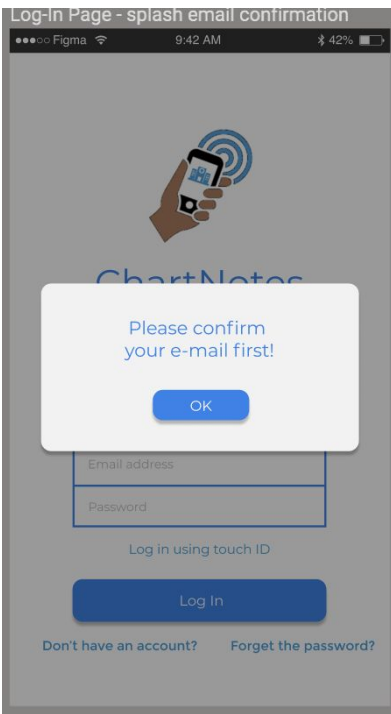 Log-In Page - splash email confirmation
Figma 9:42 AM 42%
ChartNotes
Please confirm
your e-mail first!
OK
Email address
Password
Log in using touch ID
Log In
Don't have an account? Forget the password?